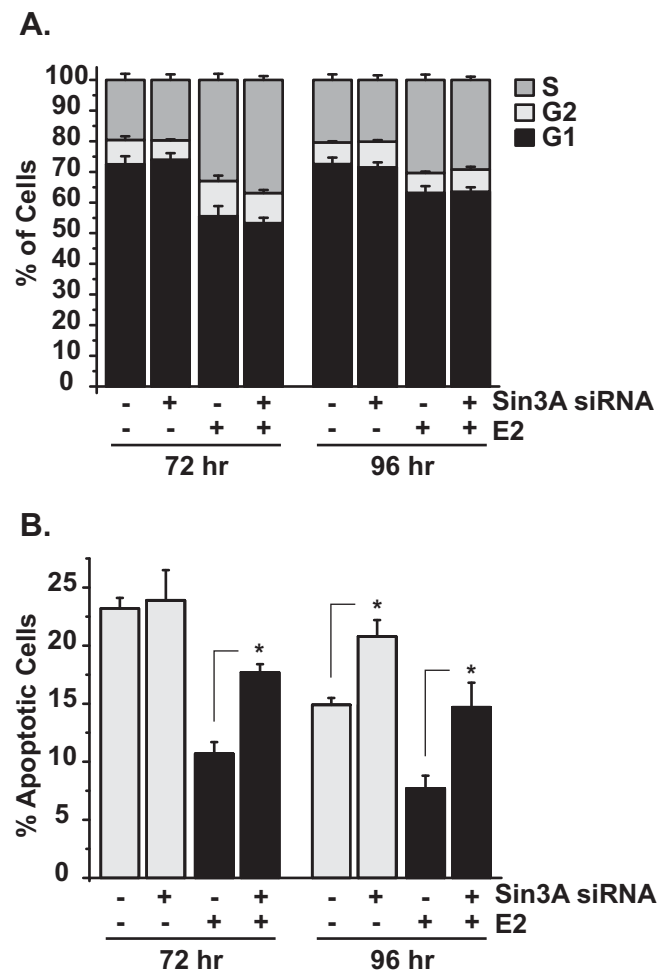 A.
100
90
80
70
60
50
40
30
20
10
0
% of Cells
S
G2
G1
- + - + - + - + Sin3A siRNA
- - + + - - + + E2
72 hr 96 hr
B.
25
20
15
10
5
0
% Apoptotic Cells
* * *
- + - + - + - + Sin3A siRNA
- - + + - - + + E2
72 hr 96 hr